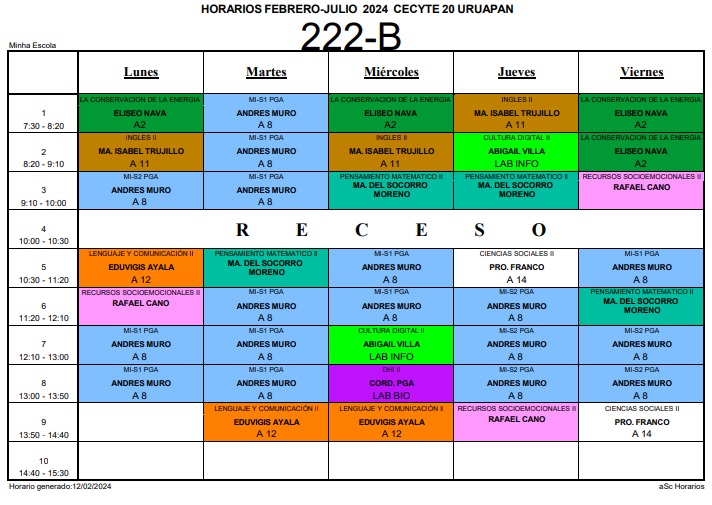 HORARIOS FEBRERO-JULIO 2024 CECYTE 20 URUAPAN
222-B
Minha Escola
Lunes Martes Miércoles Jueves Viernes
LA CONSERVACION DE LA ENERGIA MI-S1 PGA LA CONSERVACION DE LA ENERGIA INGLES II MI-S1 PGA
1 ELISEO NAVA ANDRES MURO ELISEO NAVA MA. ISABEL TRUJILLO ANDRES MURO
7:30 - 8:20 A2 A 8 A2 A 11 A 8
INGLES II MI-S1 PGA INGLES II CULTURA DIGITAL II LA CONSERVACION DE LA ENERGIA
2 MA. ISABEL TRUJILLO ANDRES MURO MA. ISABEL TRUJILLO ABIGAIL VILLA ELISEO NAVA
8:20 - 9:10 A 11 A 8 A 11 LAB INFO A2
MI-S2 PGA MI-S1 PGA PENSAMIENTO MATEMATICO II PENSAMIENTO MATEMATICO II RECURSOS SOCIOEMOCIONALES II
3 ANDRES MURO ANDRES MURO MA. DEL SOCORRO MORENO MA. DEL SOCORRO MORENO RAFAEL CANO
9:10 - 10:00 A 8 A 8
4 R E C E S O
10:00 - 10:30
LENGUAJE Y COMUNICACIÓN II PENSAMIENTO MATEMATICO II MI-S1 PGA CIENCIAS SOCIALES II MI-S1 PGA
5 EDUVIGIS AYALA MA. DEL SOCORRO MORENO ANDRES MURO PRO. FRANCO ANDRES MURO
10:30 - 11:20 A 12 A 8 A 14 A 8
RECURSOS SOCIOEMOCIONALES II MI-S1 PGA MI-S1 PGA MI-S2 PGA PENSAMIENTO MATEMATICO II
6 RAFAEL CANO ANDRES MURO ANDRES MURO ANDRES MURO MA. DEL SOCORRO MORENO
11:20 - 12:10 A 8 A 8 A 8
MI-S1 PGA MI-S1 PGA CULTURA DIGITAL II MI-S2 PGA MI-S2 PGA
7 ANDRES MURO ANDRES MURO ABIGAIL VILLA ANDRES MURO ANDRES MURO
12:10 - 13:00 A 8 A 8 LAB INFO A 8 A 8
MI-S1 PGA MI-S1 PGA DHI II MI-S2 PGA MI-S2 PGA
8 ANDRES MURO ANDRES MURO CORD. PGA ANDRES MURO ANDRES MURO
13:00 - 13:50 A 8 A 8 LAB BIO A 8 A 8
LENGUAJE Y COMUNICACIÓN II LENGUAJE Y COMUNICACIÓN II RECURSOS SOCIOEMOCIONALES II CIENCIAS SOCIALES II
9 EDUVIGIS AYALA EDUVIGIS AYALA RAFAEL CANO PRO. FRANCO
13:50 - 14:40 A 12 A 12 A 14
10
14:40 - 15:30
Horario generado:12/02/2024 aSc Horarios